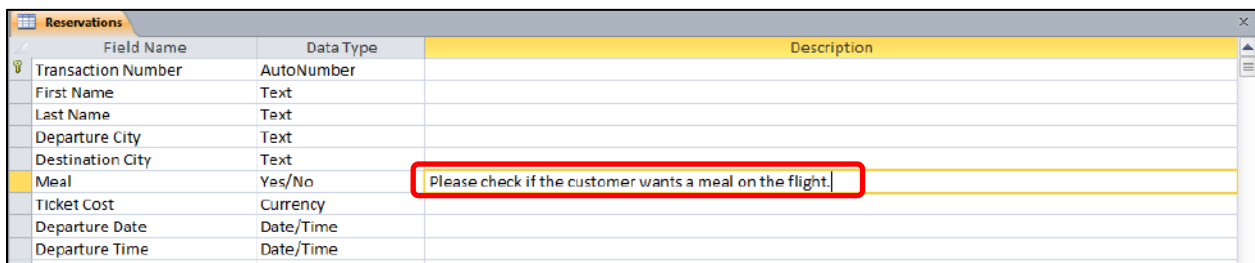 Reservations
Field Name Data Type Description
Transaction Number AutoNumber
First Name Text
Last Name Text
Departure City Text
Destination City Text
Meal Yes/No Please check if the customer wants a meal on the flight.
Ticket Cost Currency
Departure Date Date/Time
Departure Time Date/Time